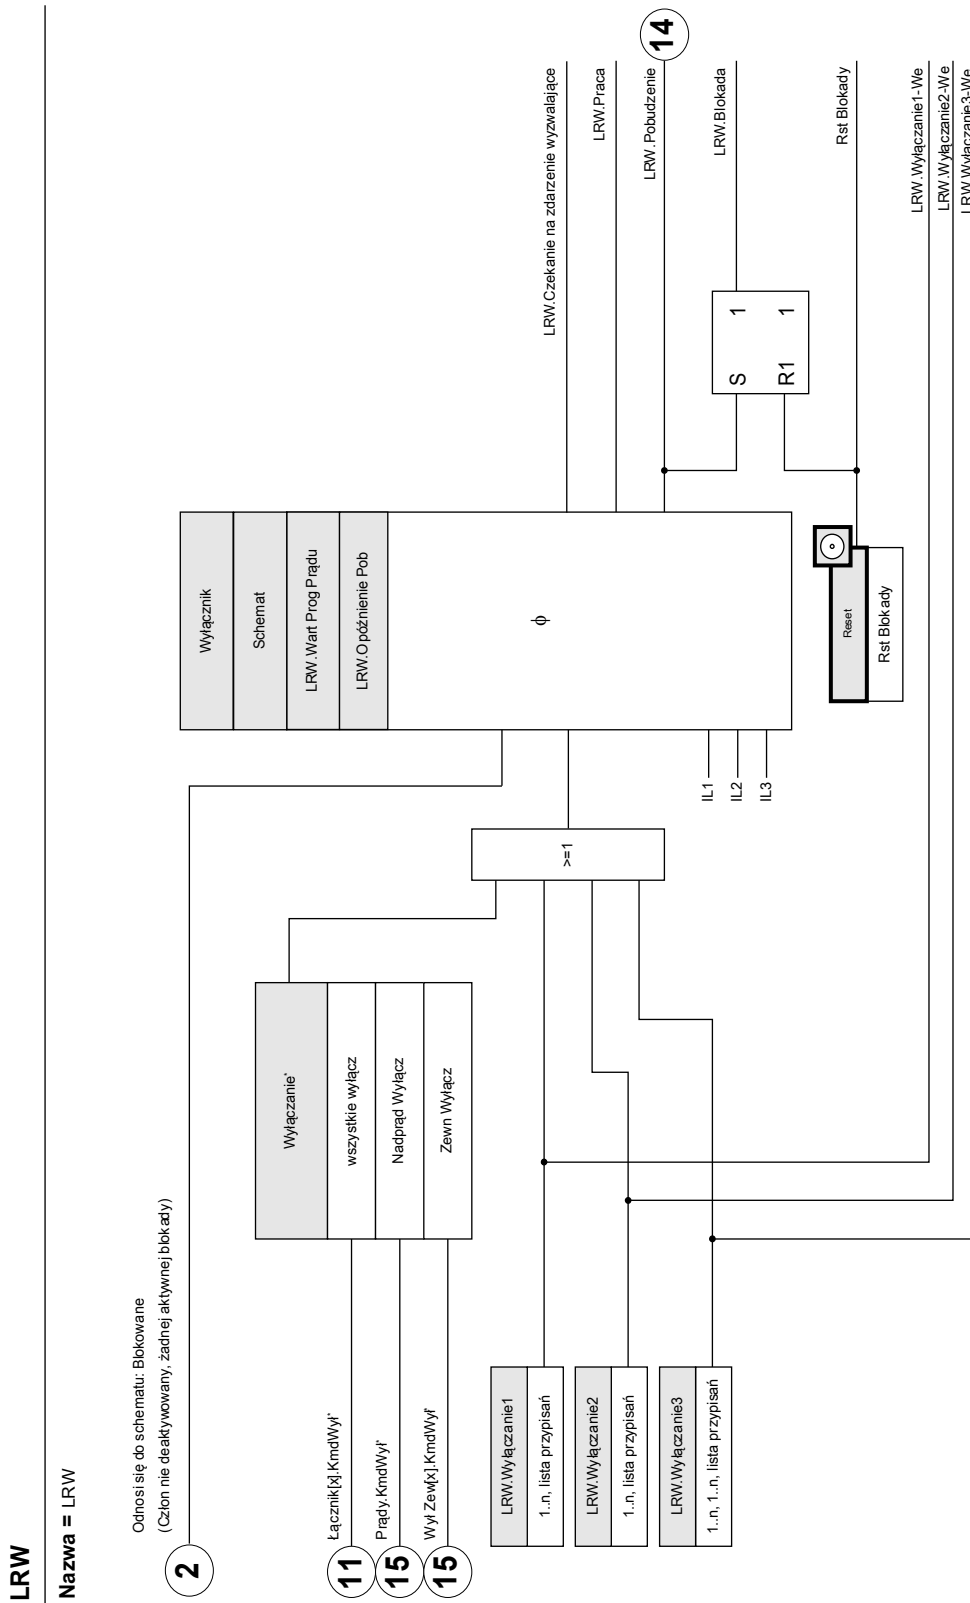 LRW
Nazwa = LRW
Odnosi się do schematu: Blokowane
(Człon nie deaktywowany, żadnej aktywnej blokady)
2
Łącznik[x].KmdWył'
11
Prądy.KmdWył'
15
Wył Zew[x].KmdWył'
15
Wyłączanie*
wszystkie wyłącz
Nadprąd Wyłącz
Zewn Wyłącz
LRW.Wyłączanie1
1..n, lista przypisań
LRW.Wyłączanie2
1..n, lista przypisań
LRW.Wyłączanie3
1..n, 1..n, lista przypisań
>=1
IL1
IL2
IL3
Wyłącznik
Schemat
LRW.Wart Prog Prądu
LRW.Opóźnienie Pob
ϕ
Reset
Rst Blokady
S 1
R1 1
LRW.Czekanie na zdarzenie wyzwalające
LRW.Praca
LRW.Pobudzenie
14
LRW.Blokada
Rst Blokady
LRW.Wyłączanie1-We
LRW.Wyłączanie2-We
LRW.Wyłączanie3-We